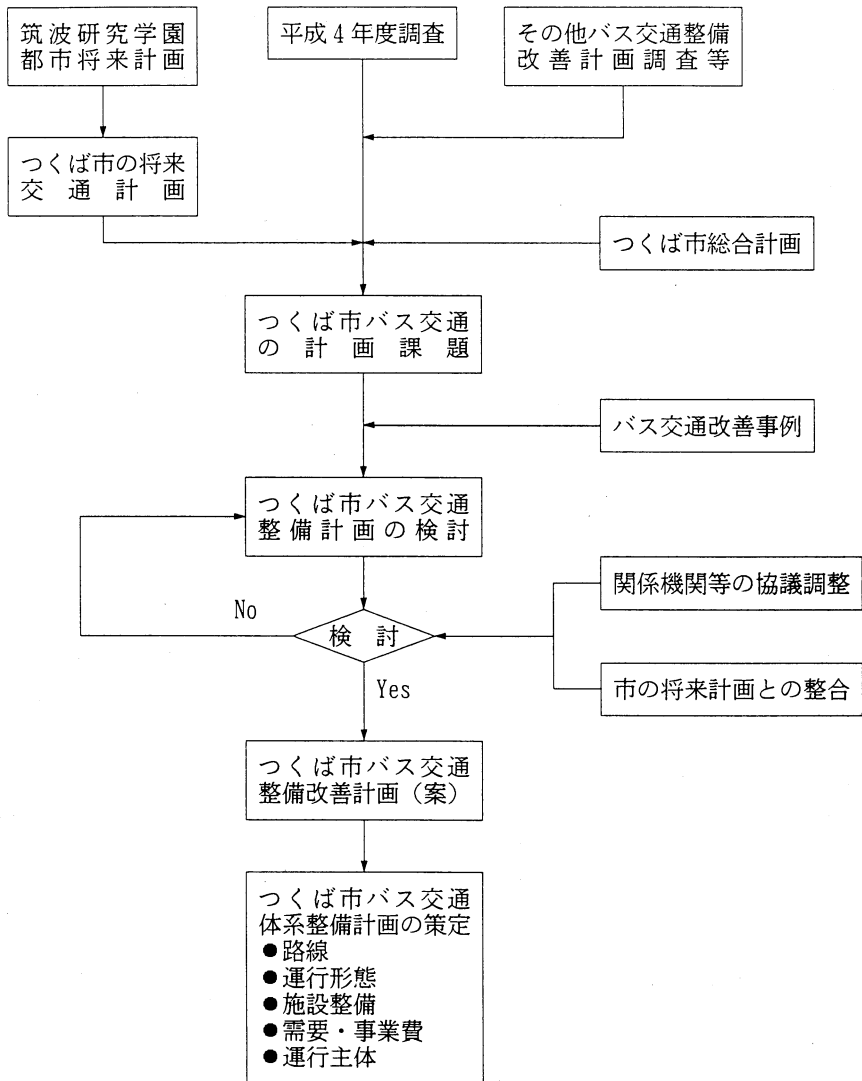 筑波研究学園
都市将来計画
平成4年度調査
その他バス交通整備
改善計画調査等
つくば市の将来
交通計画
つくば市総合計画
つくば市バス交通
の計画課題
バス交通改善事例
つくば市バス交通
整備計画の検討
関係機関等の協議調整
No
検討
市の将来計画との整合
Yes
つくば市バス交通
整備改善計画（案）
つくば市バス交通
体系整備計画の策定
●路線
●運行形態
●施設整備
●需要・事業費
●運行主体